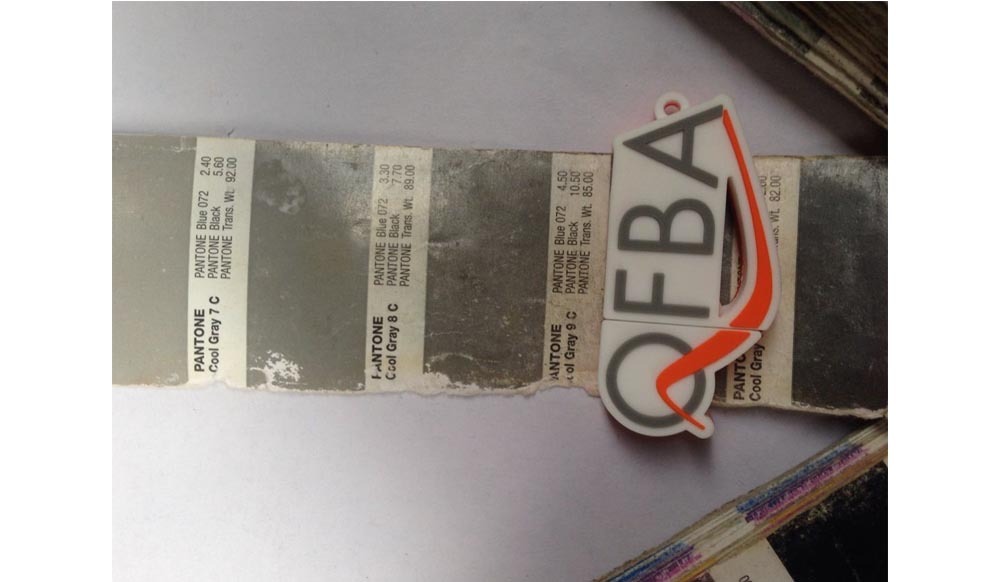 PANTONE
Cool Gray 7 C
PANTONE Blue 072 2.40
PANTONE Black 5.60
PANTONE Trans. Wt. 92.00
PANTONE
Cool Gray 8 C
PANTONE Blue 072 3.30
PANTONE Black 7.70
PANTONE Trans. Wt. 89.00
ANTONE
Cool Gray 9 C
PANTONE Blue 072 4.50
PANTONE Black 10.50
PANTONE Trans. Wt. 85.00
QFBA
PANTO
Cool Gray
Wt. 82.00